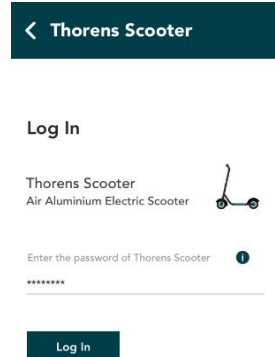 Thorens Scooter
Log In
Thorens Scooter
Air Aluminium Electric Scooter
Enter the password of Thorens Scooter
i
********
Log In